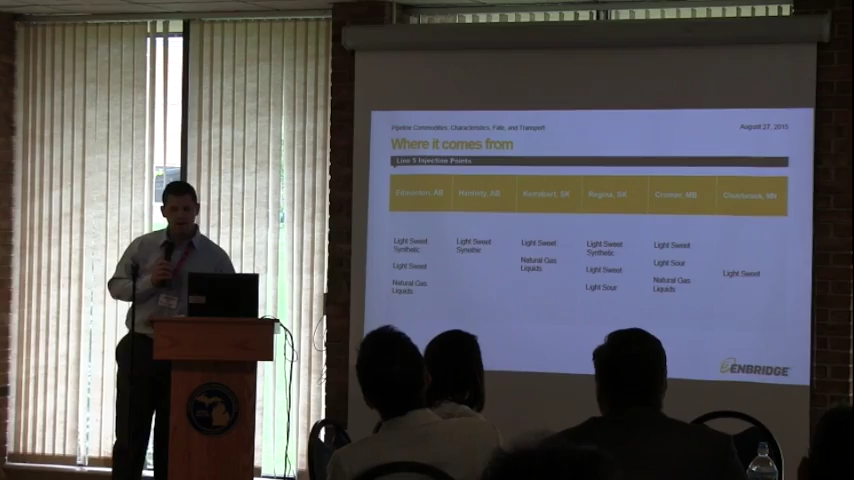 Pipeline Commodities, Characteristics, Fate, and Transport
August 27, 2015
Where it comes from
Line 5 Injection Points
Edmonton, AB
Hardisty, AB
Kerrobert, SK
Regina, SK
Cromer, MB
Clearbrook, MN
Light Sweet
Synthetic
Light Sweet
Natural Gas
Liquids
Light Sweet
Synthetic
Light Sweet
Natural Gas
Liquids
Light Sweet
Synthetic
Light Sweet
Light Sour
Light Sweet
Light Sour
Natural Gas
Liquids
Light Sweet
ENBRIDGE